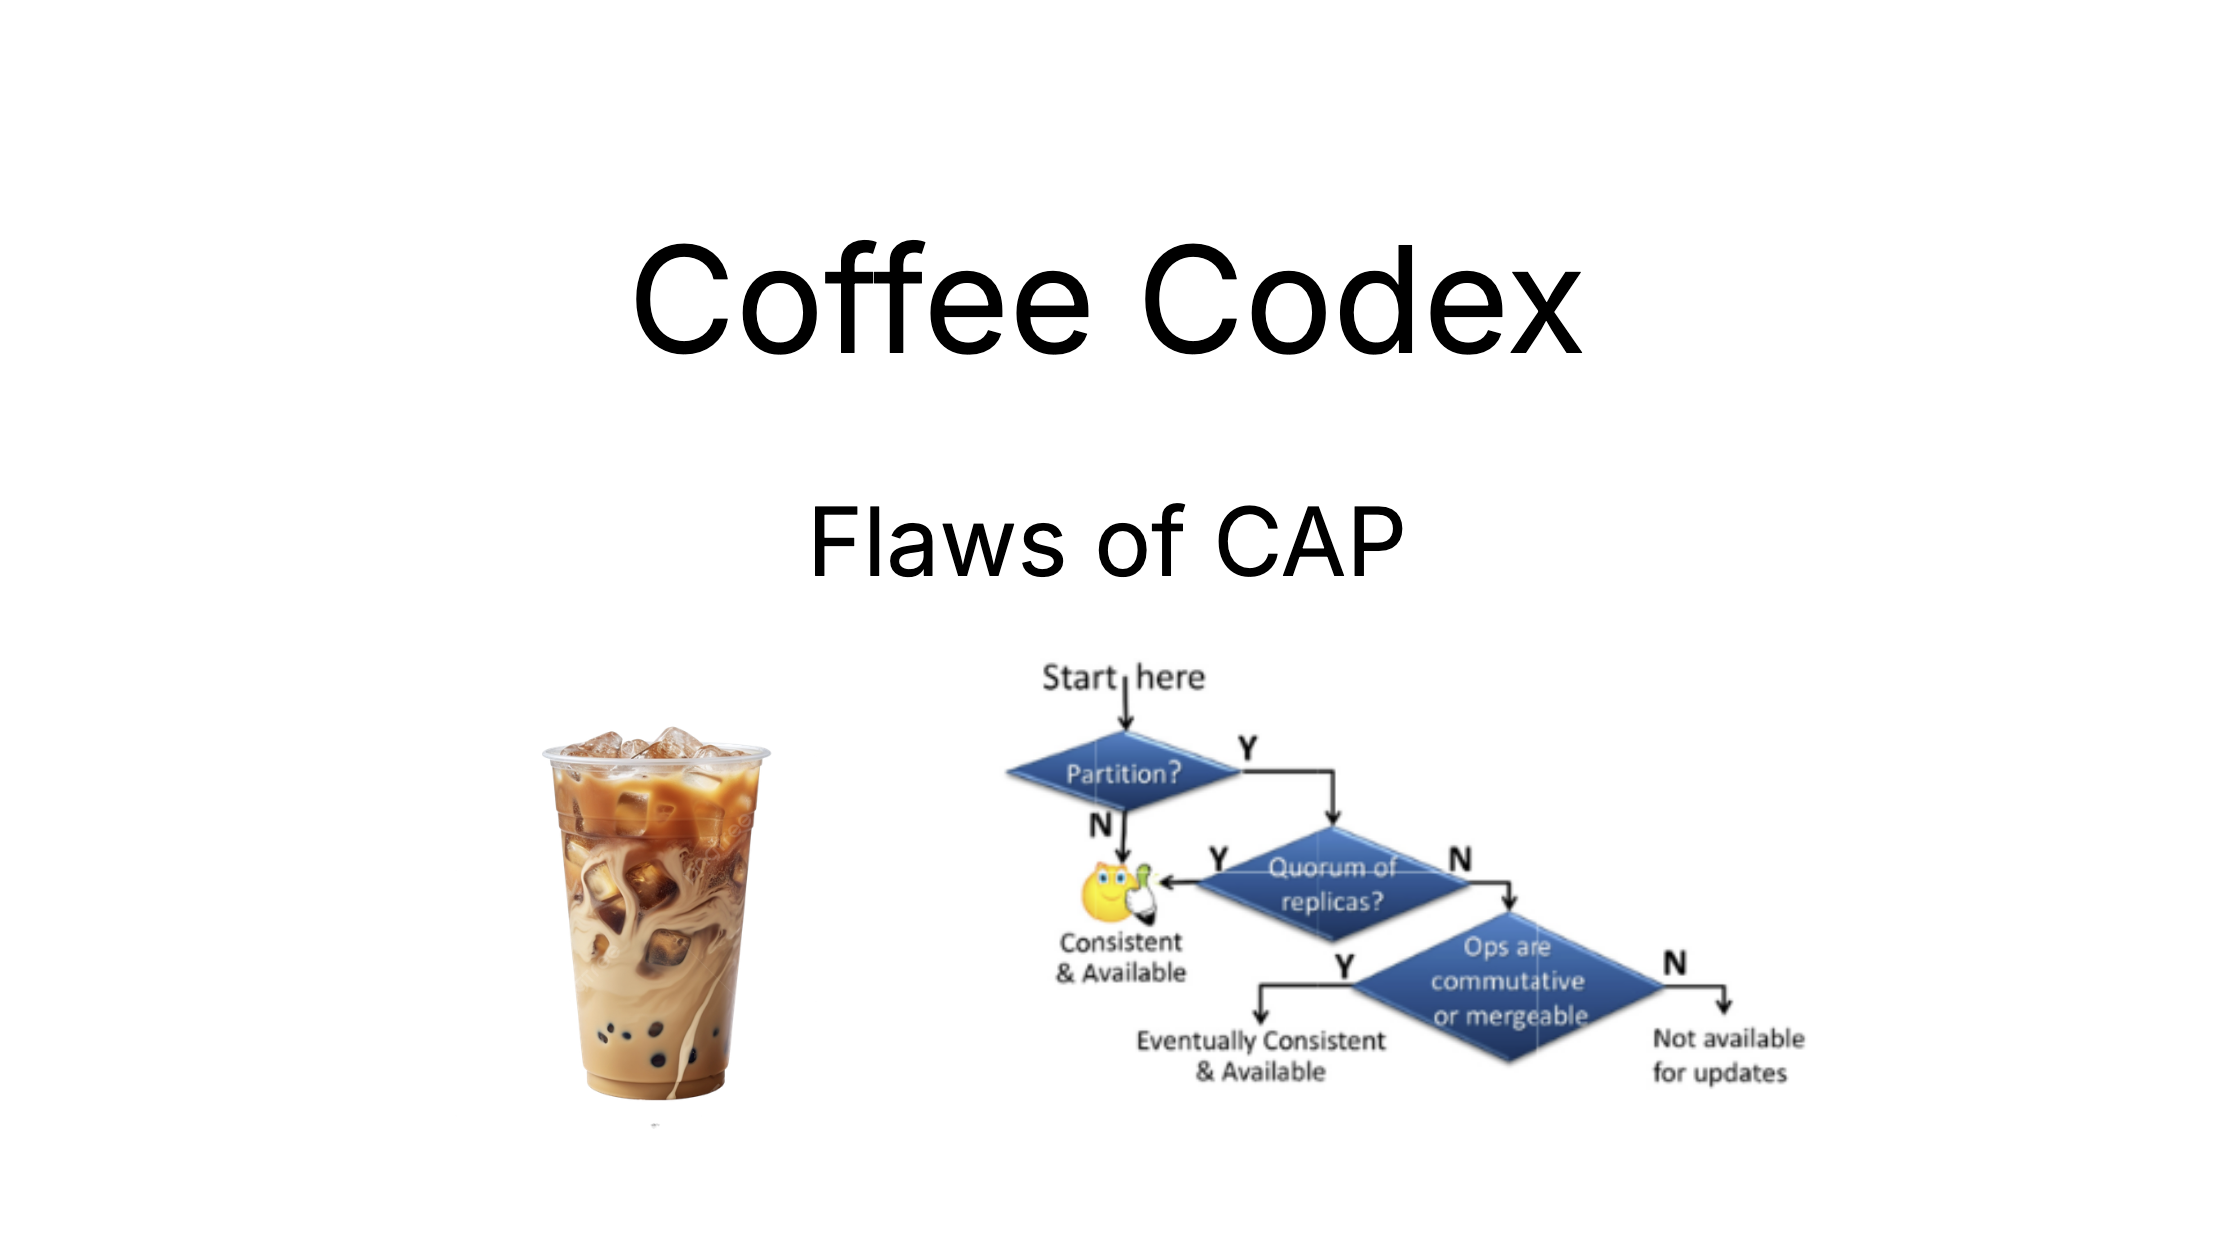 Coffee Codex
Flaws of CAP
Start here
Partition?
Y
N
Quorum of
replicas?
Y
N
Consistent
& Available
Ops are
commutative
or mergeable
Y
N
Eventually Consistent
& Available
Not available
for updates